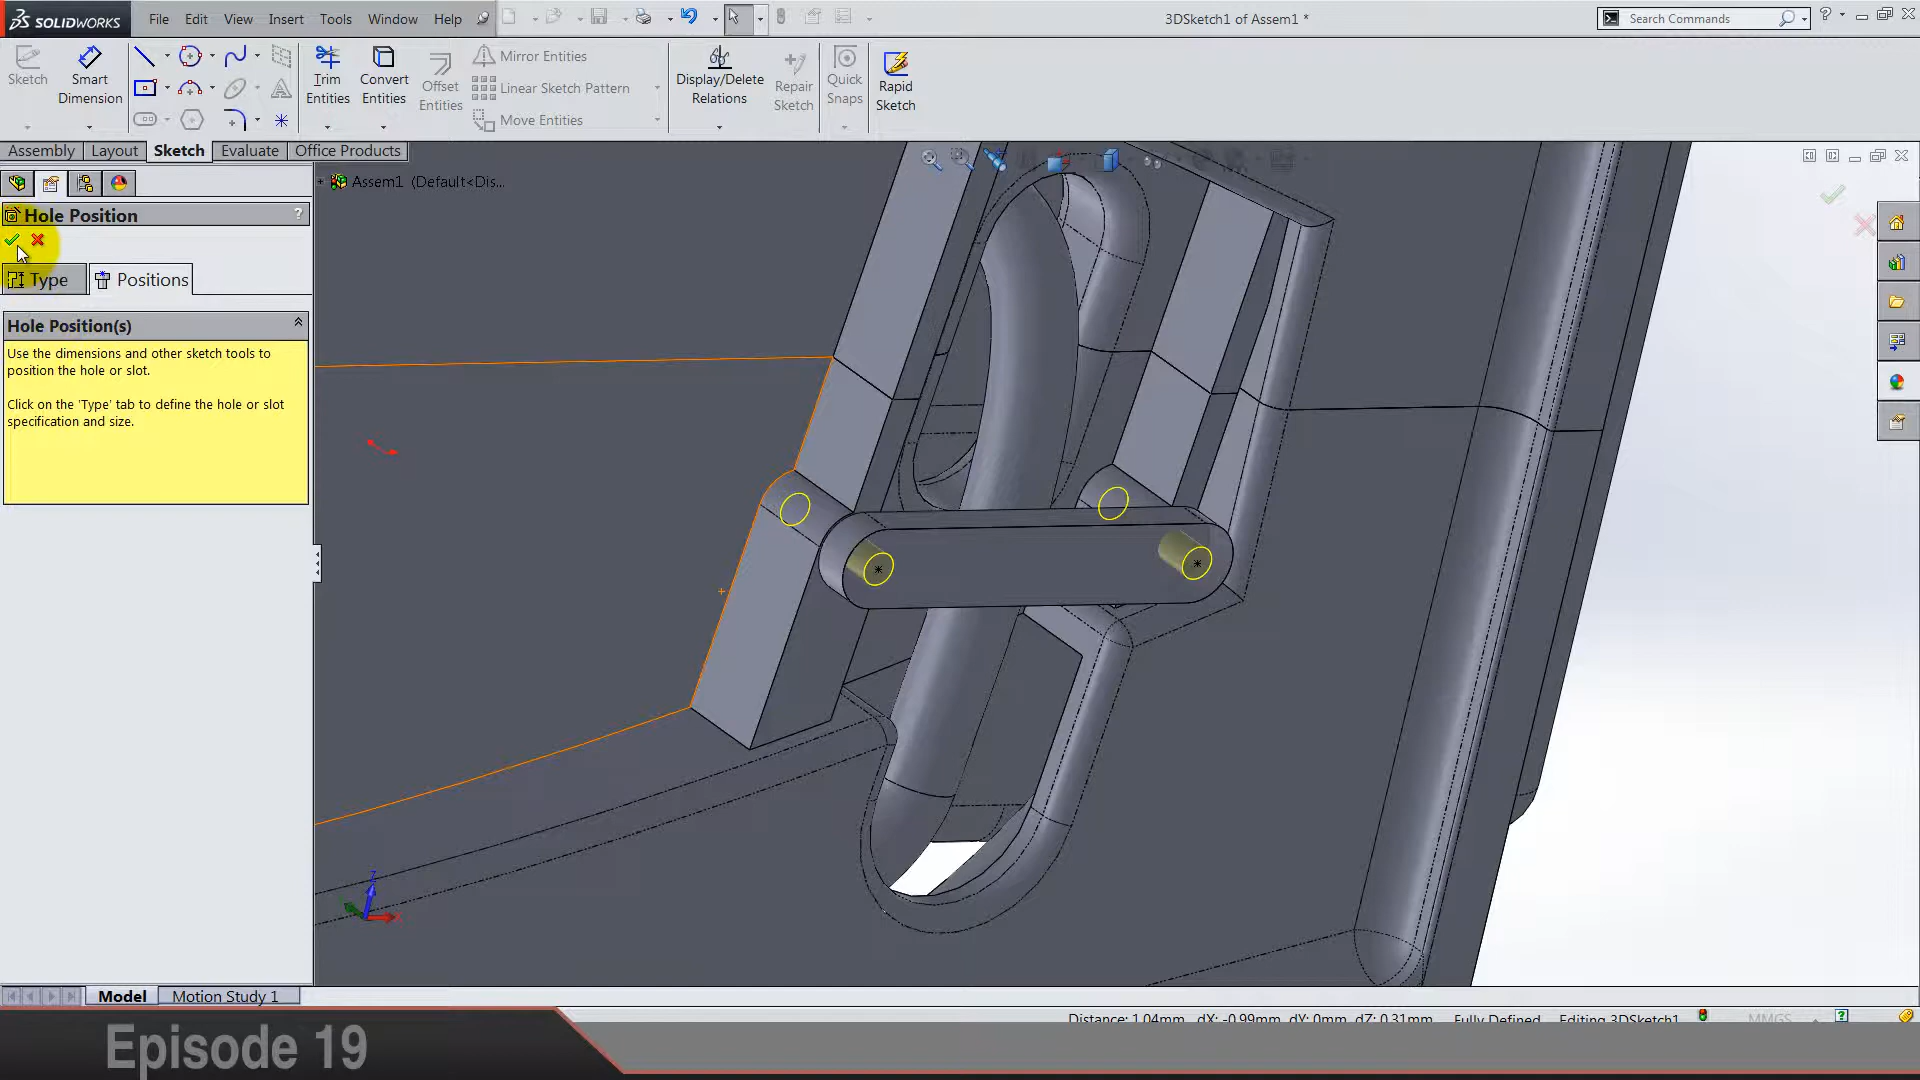 SOLIDWORKS File Edit View Insert Tools Window Help 3DSketch1 of Assem1 * Search Commands
Sketch Smart Dimension Trim Entities Convert Entities Offset Entities
Mirror Entities
Linear Sketch Pattern
Move Entities
Display/Delete Relations Repair Sketch Quick Snaps Rapid Sketch
Assembly Layout Sketch Evaluate Office Products
Assem1 (Default<Dis...
Hole Position ?
Type Positions
Hole Position(s)
Use the dimensions and other sketch tools to
position the hole or slot.
Click on the 'Type' tab to define the hole or slot
specification and size.
Z
X
Model Motion Study 1
Distance: 1.04mm dX: -0.99mm dY: 0mm dZ: 0.31mm Fully Defined Editing 3DSketch1 MMGS
Episode 19